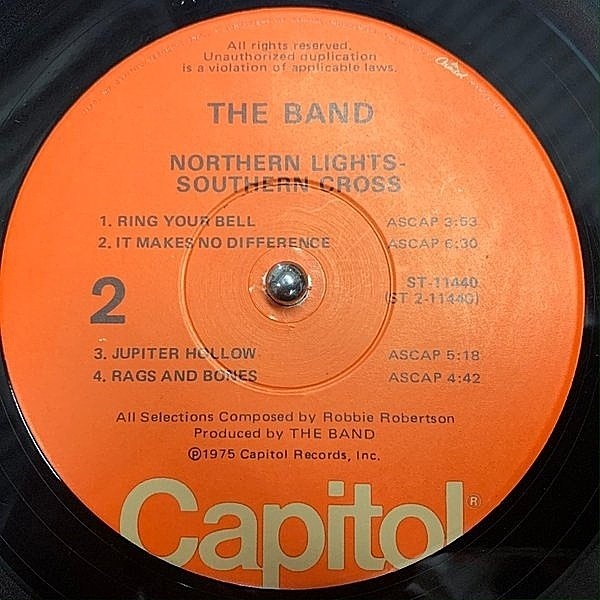 All rights reserved.
Unauthorized duplication
is a violation of applicable laws.
Capitol
THE BAND
NORTHERN LIGHTS-
SOUTHERN CROSS
1. RING YOUR BELL ASCAP 3:53
2. IT MAKES NO DIFFERENCE ASCAP 6:30
2
ST-11440
(ST 2-11440)
3. JUPITER HOLLOW ASCAP 5:18
4. RAGS AND BONES ASCAP 4:42
All Selections Composed by Robbie Robertson
Produced by THE BAND
℗1975 Capitol Records, Inc.
Capitol®